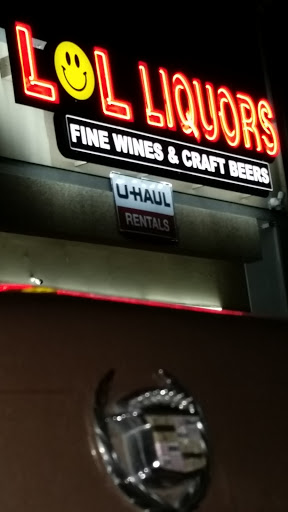 LOL LIQUORS
FINE WINES & CRAFT BEERS
U-HAUL
RENTALS